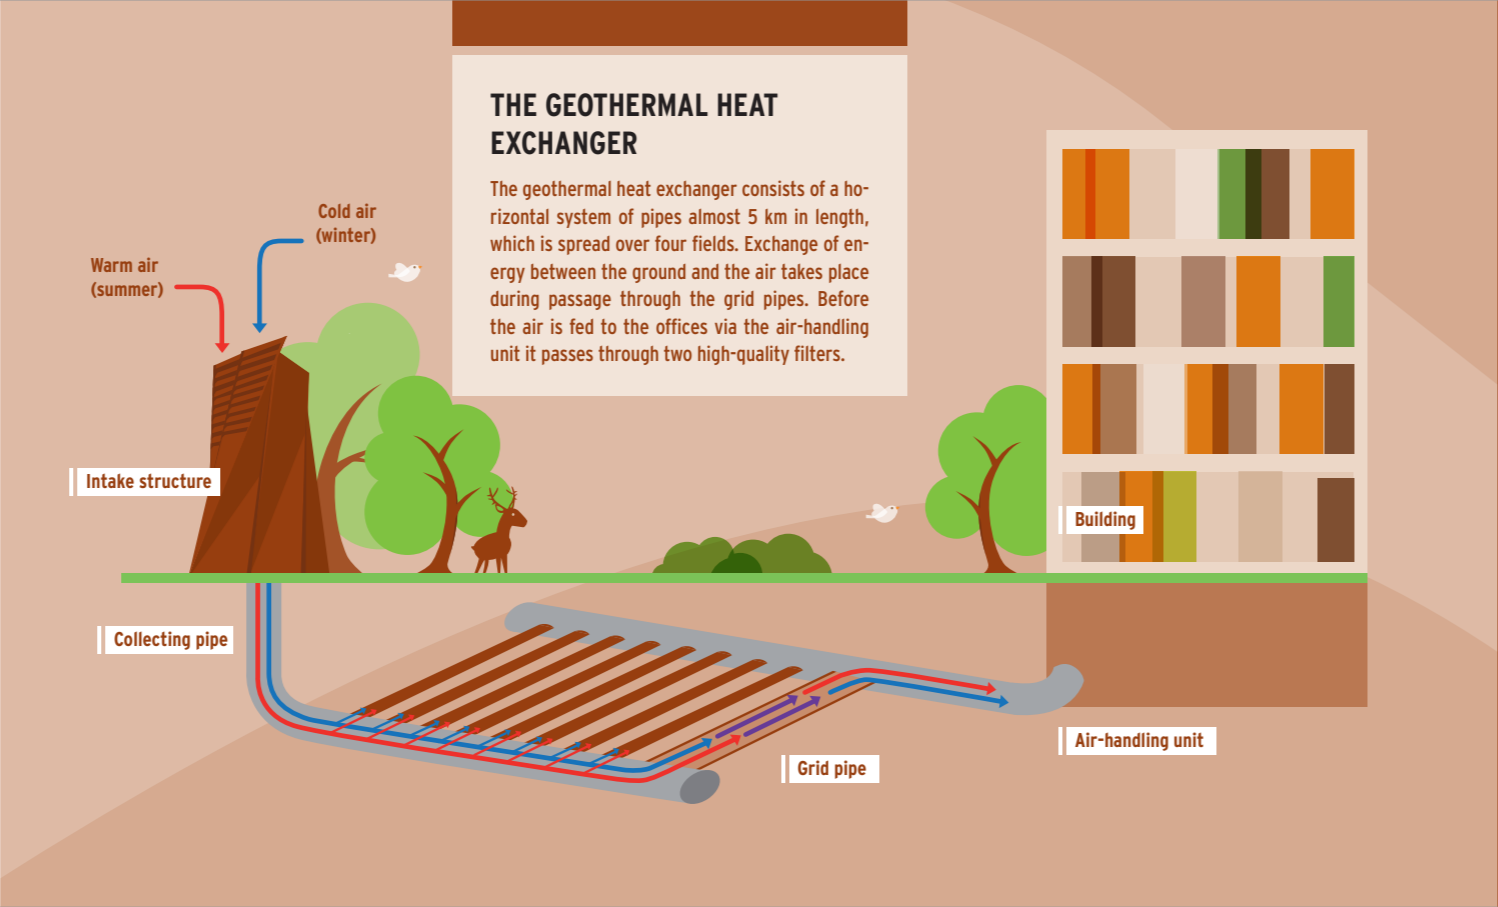 THE GEOTHERMAL HEAT
EXCHANGER
The geothermal heat exchanger consists of a ho-
rizontal system of pipes almost 5 km in length,
which is spread over four fields. Exchange of en-
ergy between the ground and the air takes place
during passage through the grid pipes. Before
the air is fed to the offices via the air-handling
unit it passes through two high-quality filters.
Cold air
(winter)
Warm air
(summer)
Intake structure
Building
Collecting pipe
Air-handling unit
Grid pipe